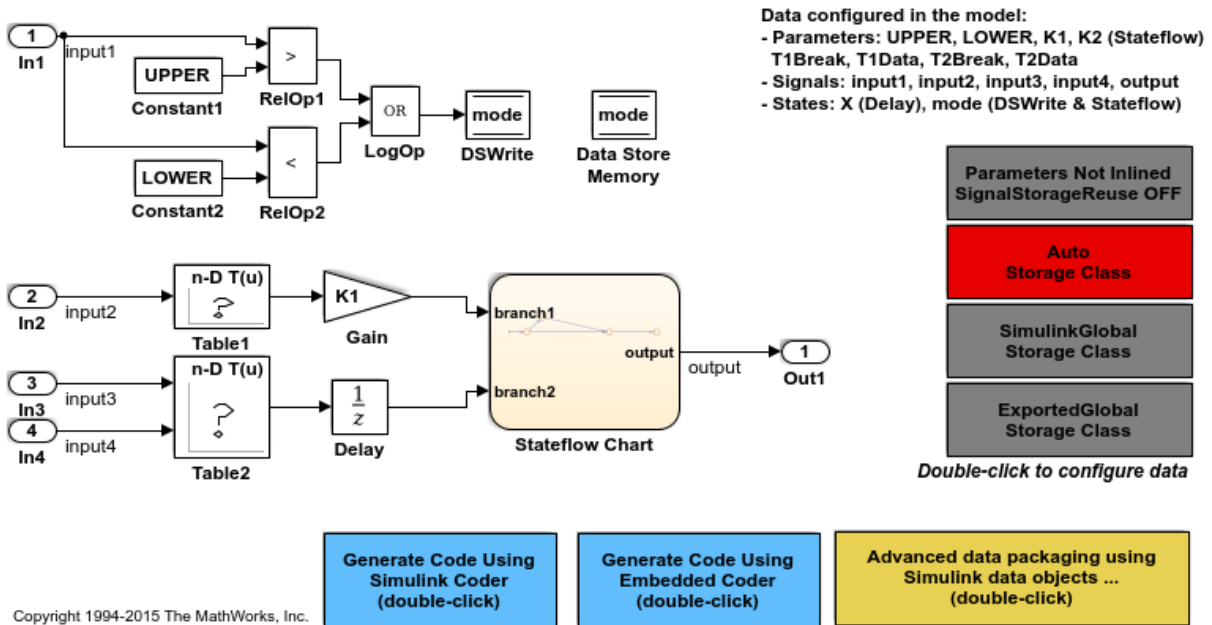 1
input1
In1
UPPER
Constant1
>
RelOp1
OR
LogOp
mode
DSWrite
mode
Data Store
Memory
LOWER
Constant2
<
RelOp2
Data configured in the model:
- Parameters: UPPER, LOWER, K1, K2 (Stateflow)
T1Break, T1Data, T2Break, T2Data
- Signals: input1, input2, input3, input4, output
- States: X (Delay), mode (DSWrite & Stateflow)
Parameters Not Inlined
SignalStorageReuse OFF
Auto
Storage Class
SimulinkGlobal
Storage Class
ExportedGlobal
Storage Class
Double-click to configure data
2
input2
In2
n-D T(u)
?
Table1
K1
Gain
3
input3
In3
4
input4
In4
n-D T(u)
?
Table2
1
z
Delay
branch1
output
branch2
Stateflow Chart
output
1
Out1
Generate Code Using
Simulink Coder
(double-click)
Generate Code Using
Embedded Coder
(double-click)
Advanced data packaging using
Simulink data objects ...
(double-click)
Copyright 1994-2015 The MathWorks, Inc.